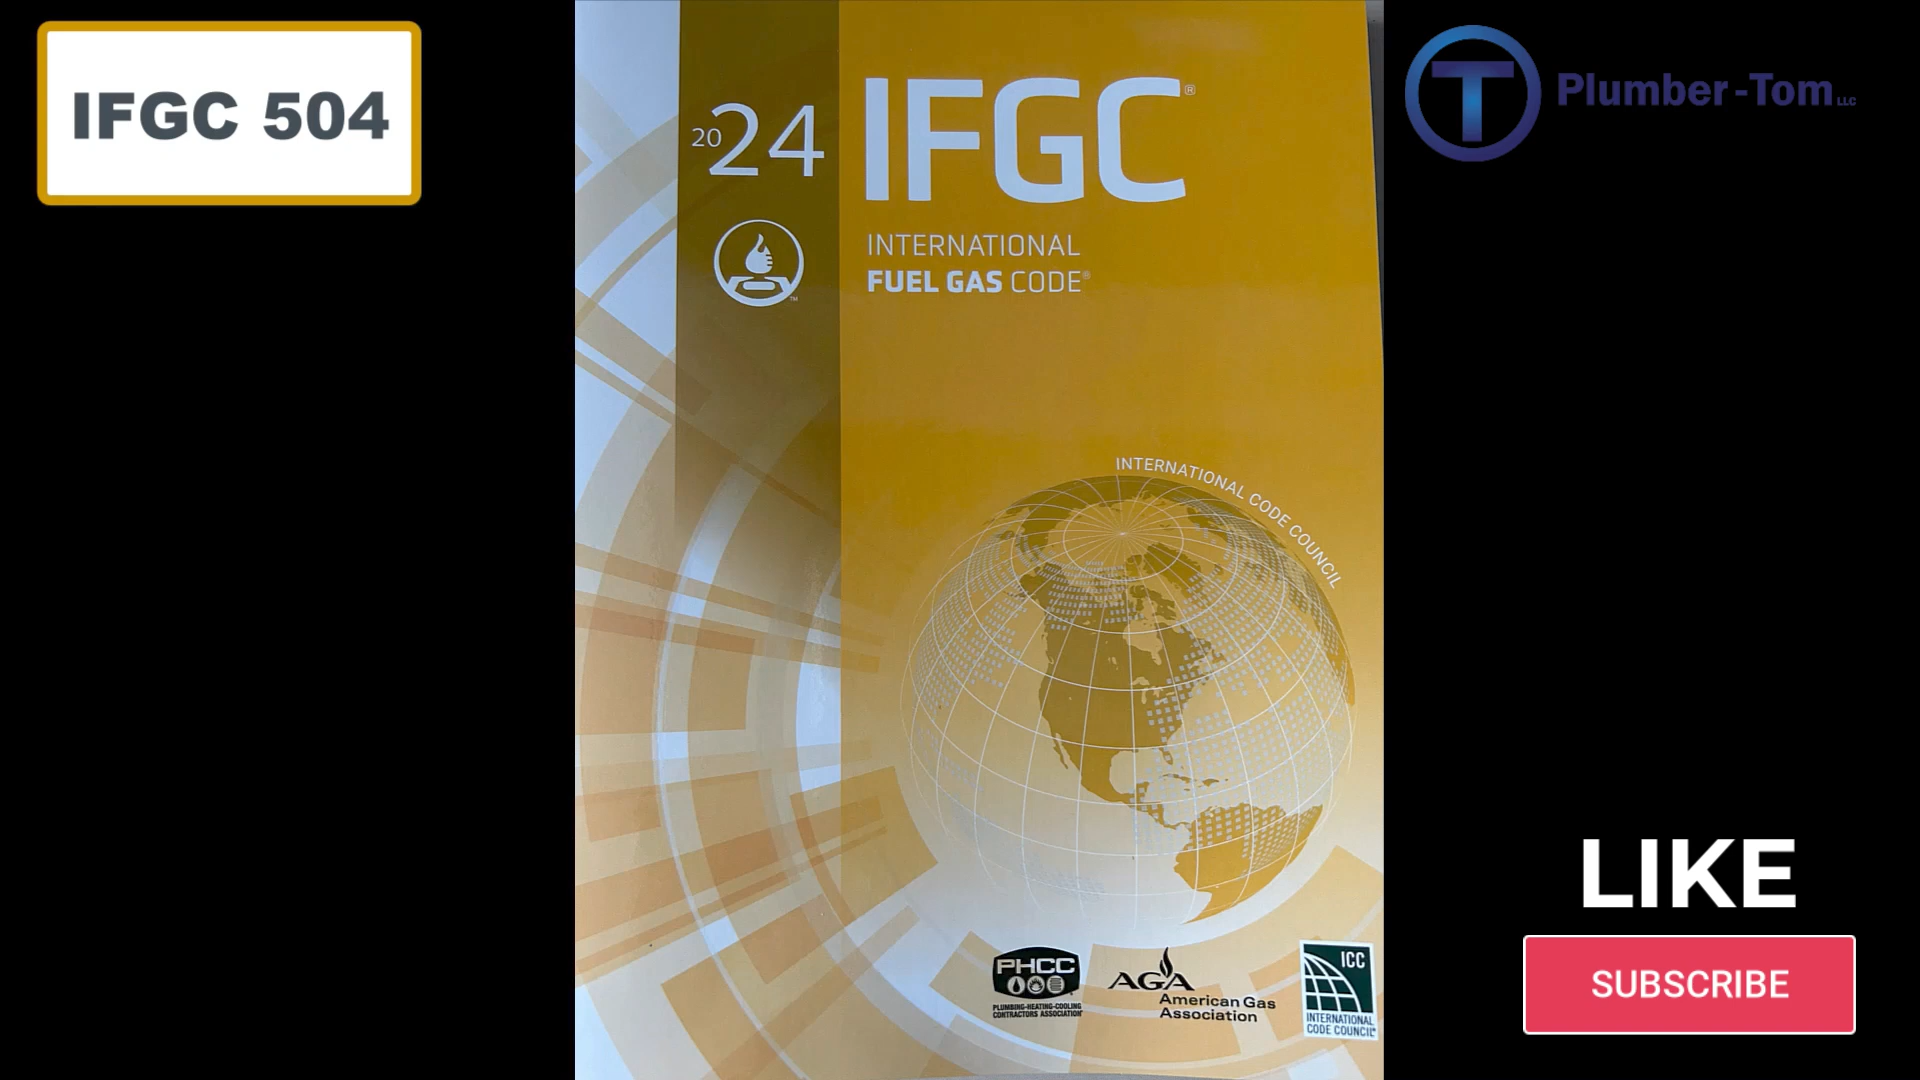 IFGC 504
2024
IFGC®
INTERNATIONAL
FUEL GAS CODE®
TM
INTERNATIONAL CODE COUNCIL
PHCC
PLUMBING-HEATING-COOLING
CONTRACTORS ASSOCIATION
AGA
American Gas
Association
ICC
INTERNATIONAL
CODE COUNCIL
T Plumber-Tom LLC
LIKE
SUBSCRIBE